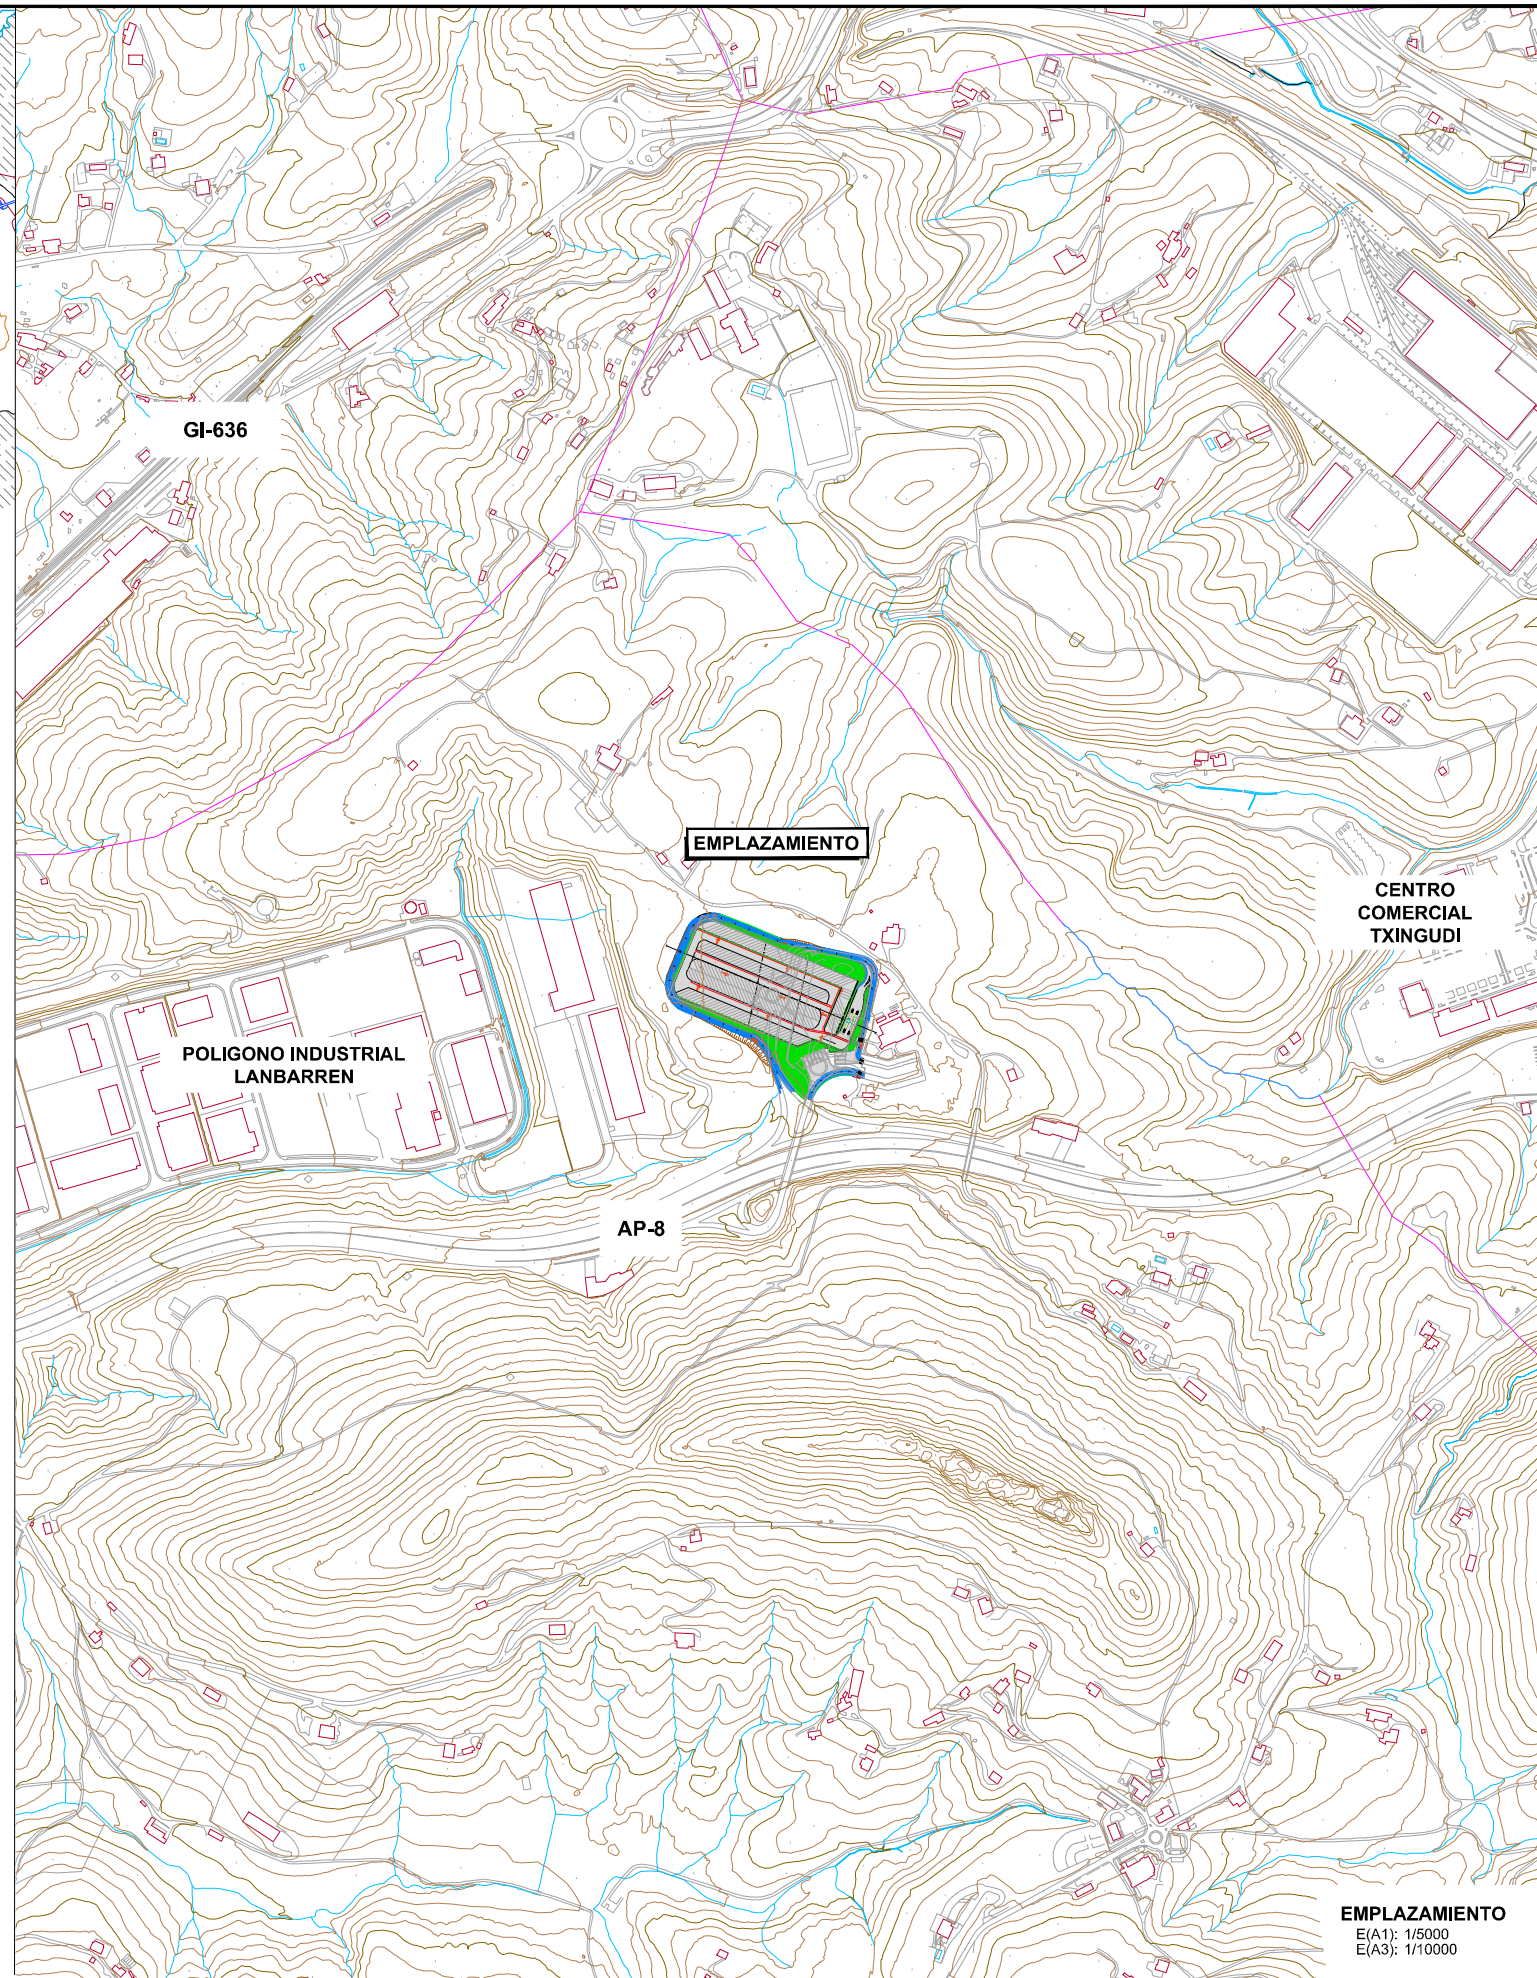 GI-636
EMPLAZAMIENTO
CENTRO
COMERCIAL
TXINGUDI
POLIGONO INDUSTRIAL
LANBARREN
AP-8
EMPLAZAMIENTO
E(A1): 1/5000
E(A3): 1/10000